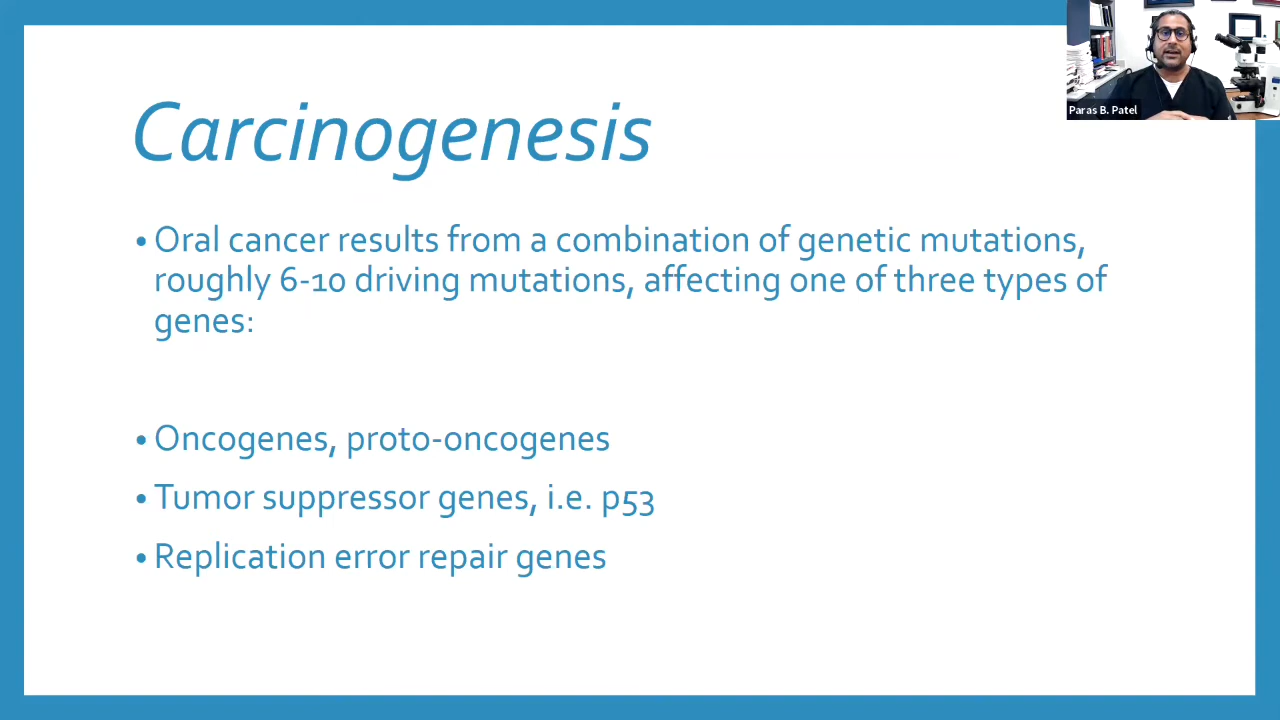 Paras B. Patel
Carcinogenesis
• Oral cancer results from a combination of genetic mutations,
roughly 6-10 driving mutations, affecting one of three types of
genes:
• Oncogenes, proto-oncogenes
• Tumor suppressor genes, i.e. p53
• Replication error repair genes